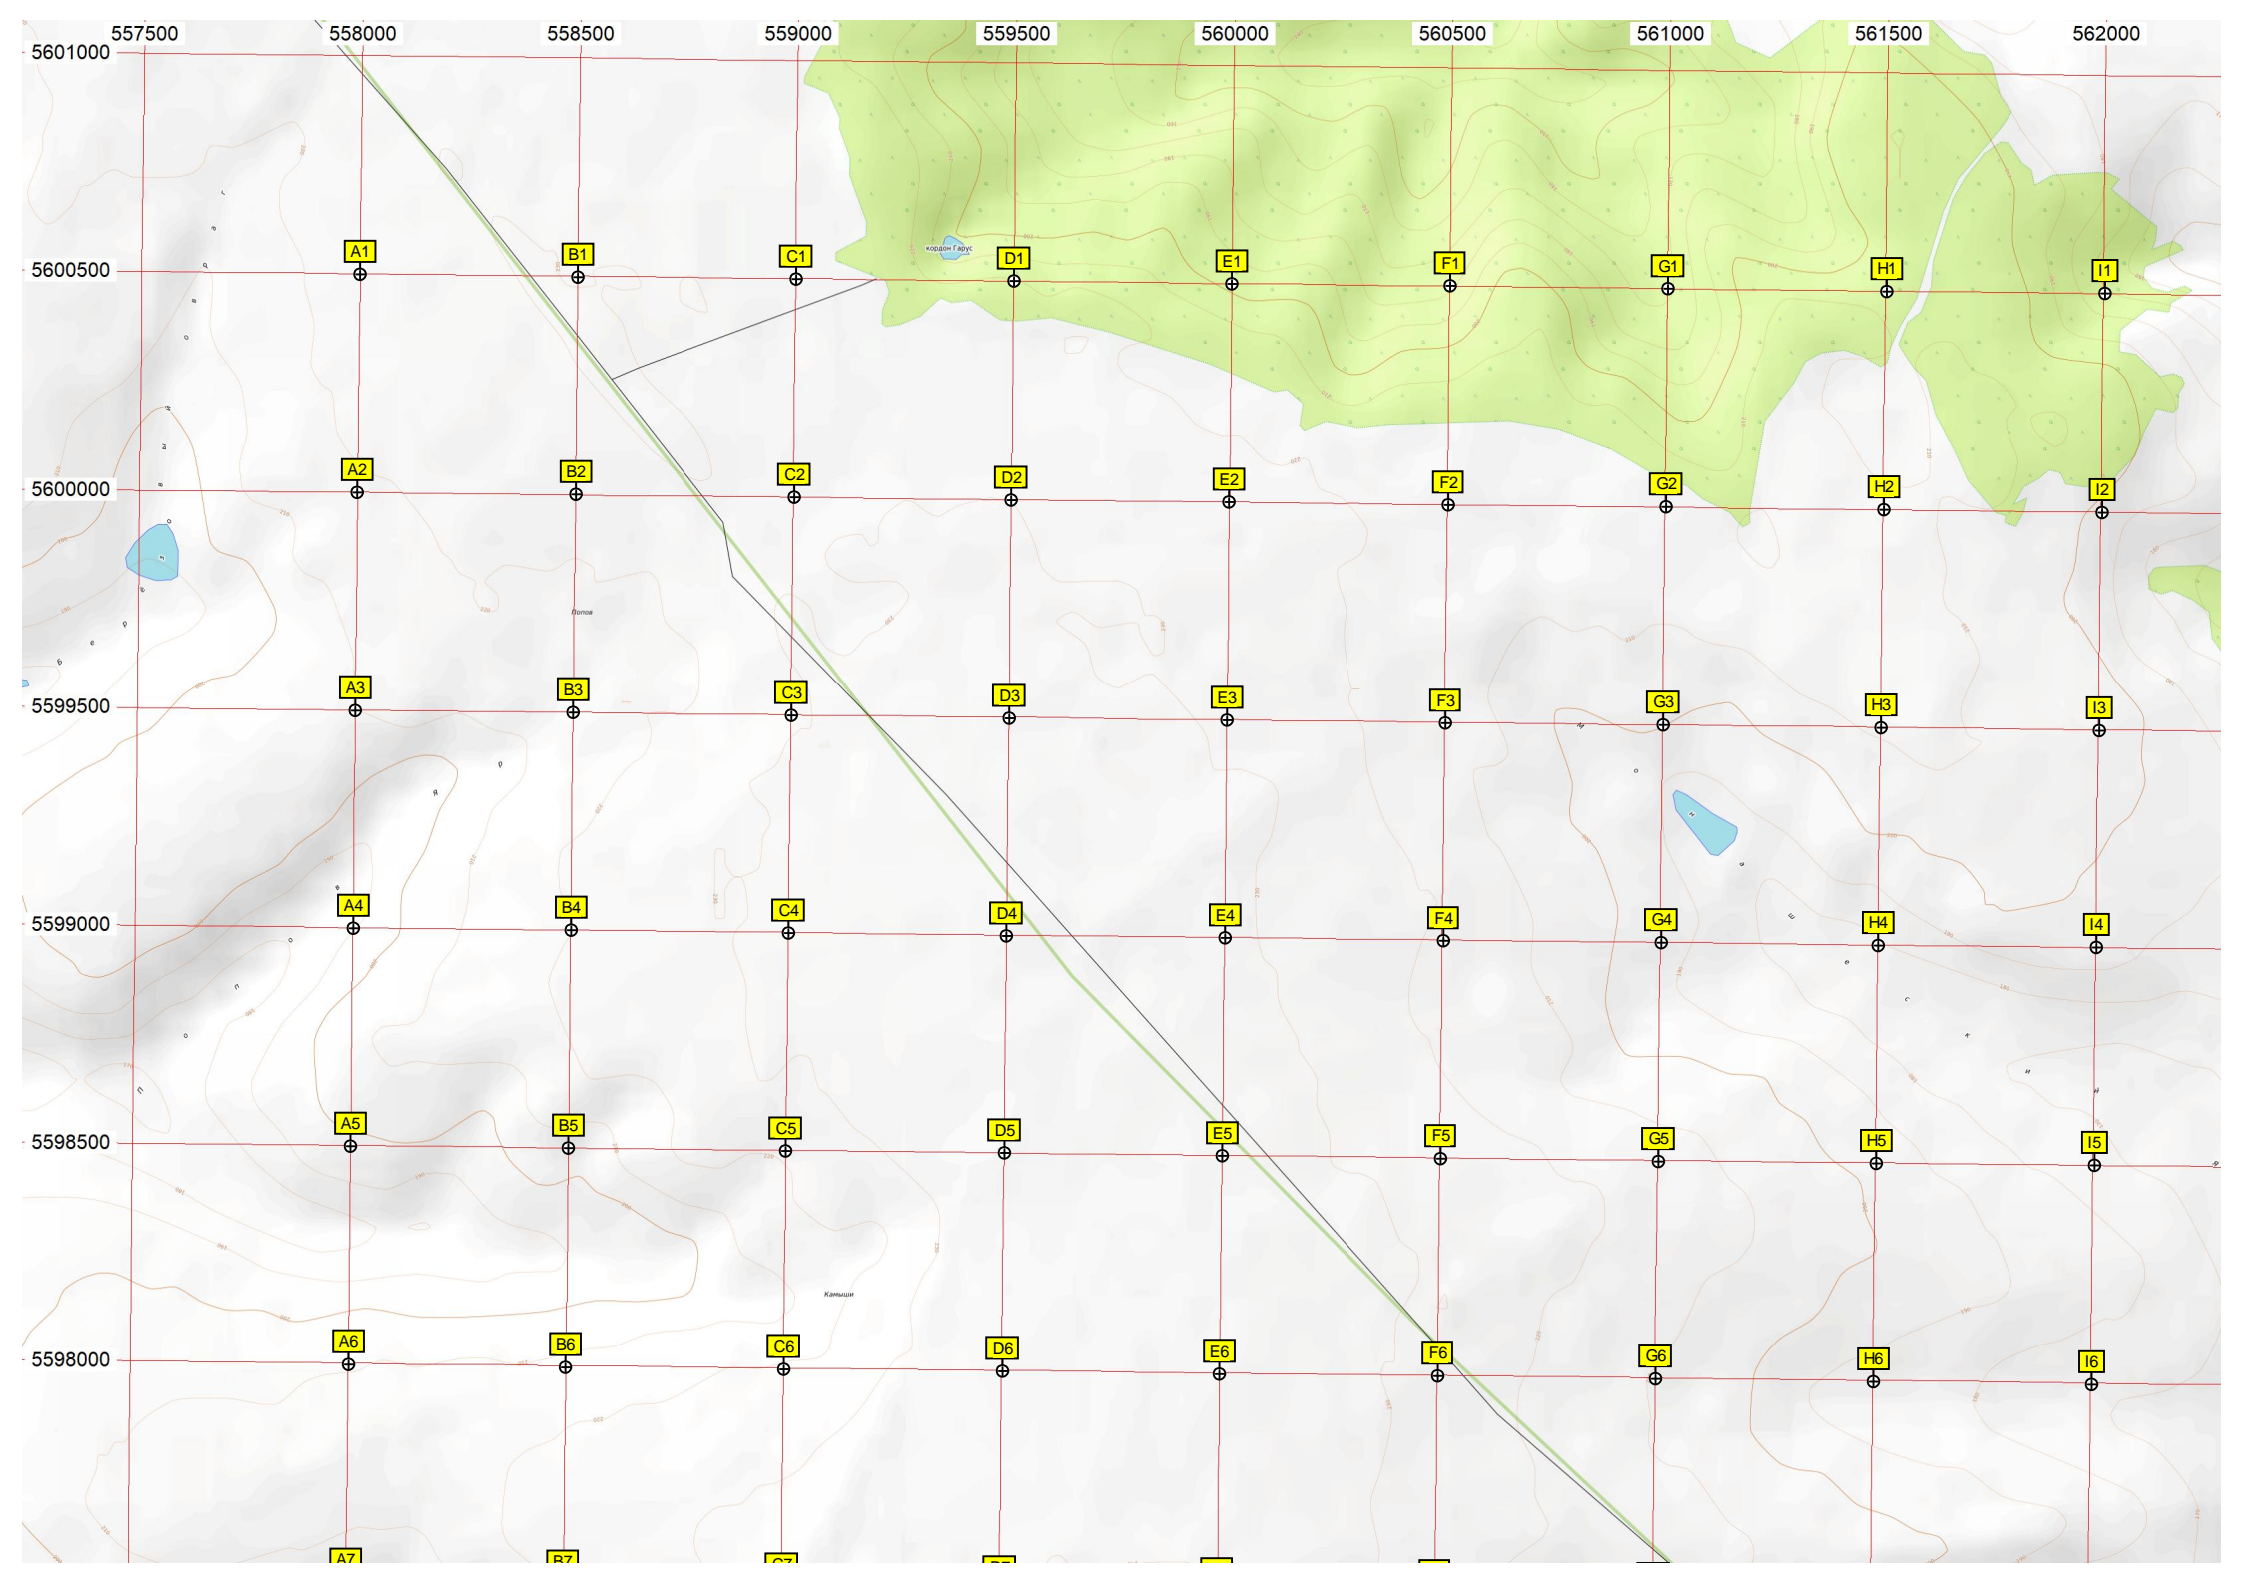 557500 558000 558500 559000 559500 560000 560500 561000 561500 562000
5601000
A1 B1 C1 D1 E1 F1 G1 H1 I1
кордон Гарус
5600500
A2 B2 C2 D2 E2 F2 G2 H2 I2
5600000
Попов
A3 B3 C3 D3 E3 F3 G3 H3 I3
5599500
A4 B4 C4 D4 E4 F4 G4 H4 I4
5599000
A5 B5 C5 D5 E5 F5 G5 H5 I5
5598500
Камыши
A6 B6 C6 D6 E6 F6 G6 H6 I6
5598000
A7 B7 C7
Попов Яр
Монашеский Я